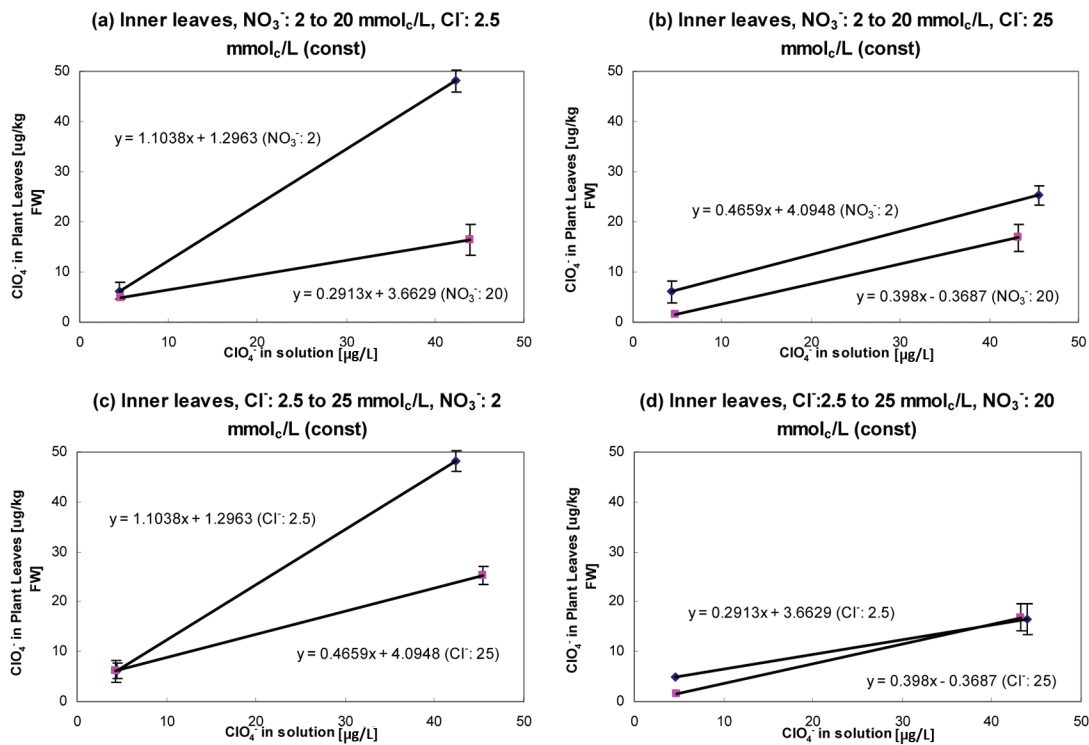 (a) Inner leaves, NO₃⁻: 2 to 20 mmol꜀/L, Cl⁻: 2.5
mmol꜀/L (const)
50
40
30
20
10
0
ClO₄⁻ in Plant Leaves [ug/kg
FW]
y = 1.1038x + 1.2963 (NO₃⁻: 2)
y = 0.2913x + 3.6629 (NO₃⁻: 20)
0 10 20 30 40 50
ClO₄⁻ in solution [µg/L]
(b) Inner leaves, NO₃⁻: 2 to 20 mmol꜀/L, Cl⁻: 25
mmol꜀/L (const)
50
40
30
20
10
0
ClO₄⁻ in Plant Leaves [ug/kg
FW]
y = 0.4659x + 4.0948 (NO₃⁻: 2)
y = 0.398x - 0.3687 (NO₃⁻: 20)
0 10 20 30 40 50
ClO₄⁻ in solution [µg/L]
(c) Inner leaves, Cl⁻: 2.5 to 25 mmol꜀/L, NO₃⁻: 2
mmol꜀/L (const)
50
40
30
20
10
0
ClO₄⁻ in Plant Leaves [ug/kg
FW]
y = 1.1038x + 1.2963 (Cl⁻: 2.5)
y = 0.4659x + 4.0948 (Cl⁻: 25)
0 10 20 30 40 50
ClO₄⁻ in solution [µg/L]
(d) Inner leaves, Cl⁻:2.5 to 25 mmol꜀/L, NO₃⁻: 20
mmol꜀/L (const)
50
40
30
20
10
0
ClO₄⁻ in Plant Leaves [ug/kg
FW]
y = 0.2913x + 3.6629 (Cl⁻: 2.5)
y = 0.398x - 0.3687 (Cl⁻: 25)
0 10 20 30 40 50
ClO₄⁻ in solution [µg/L]